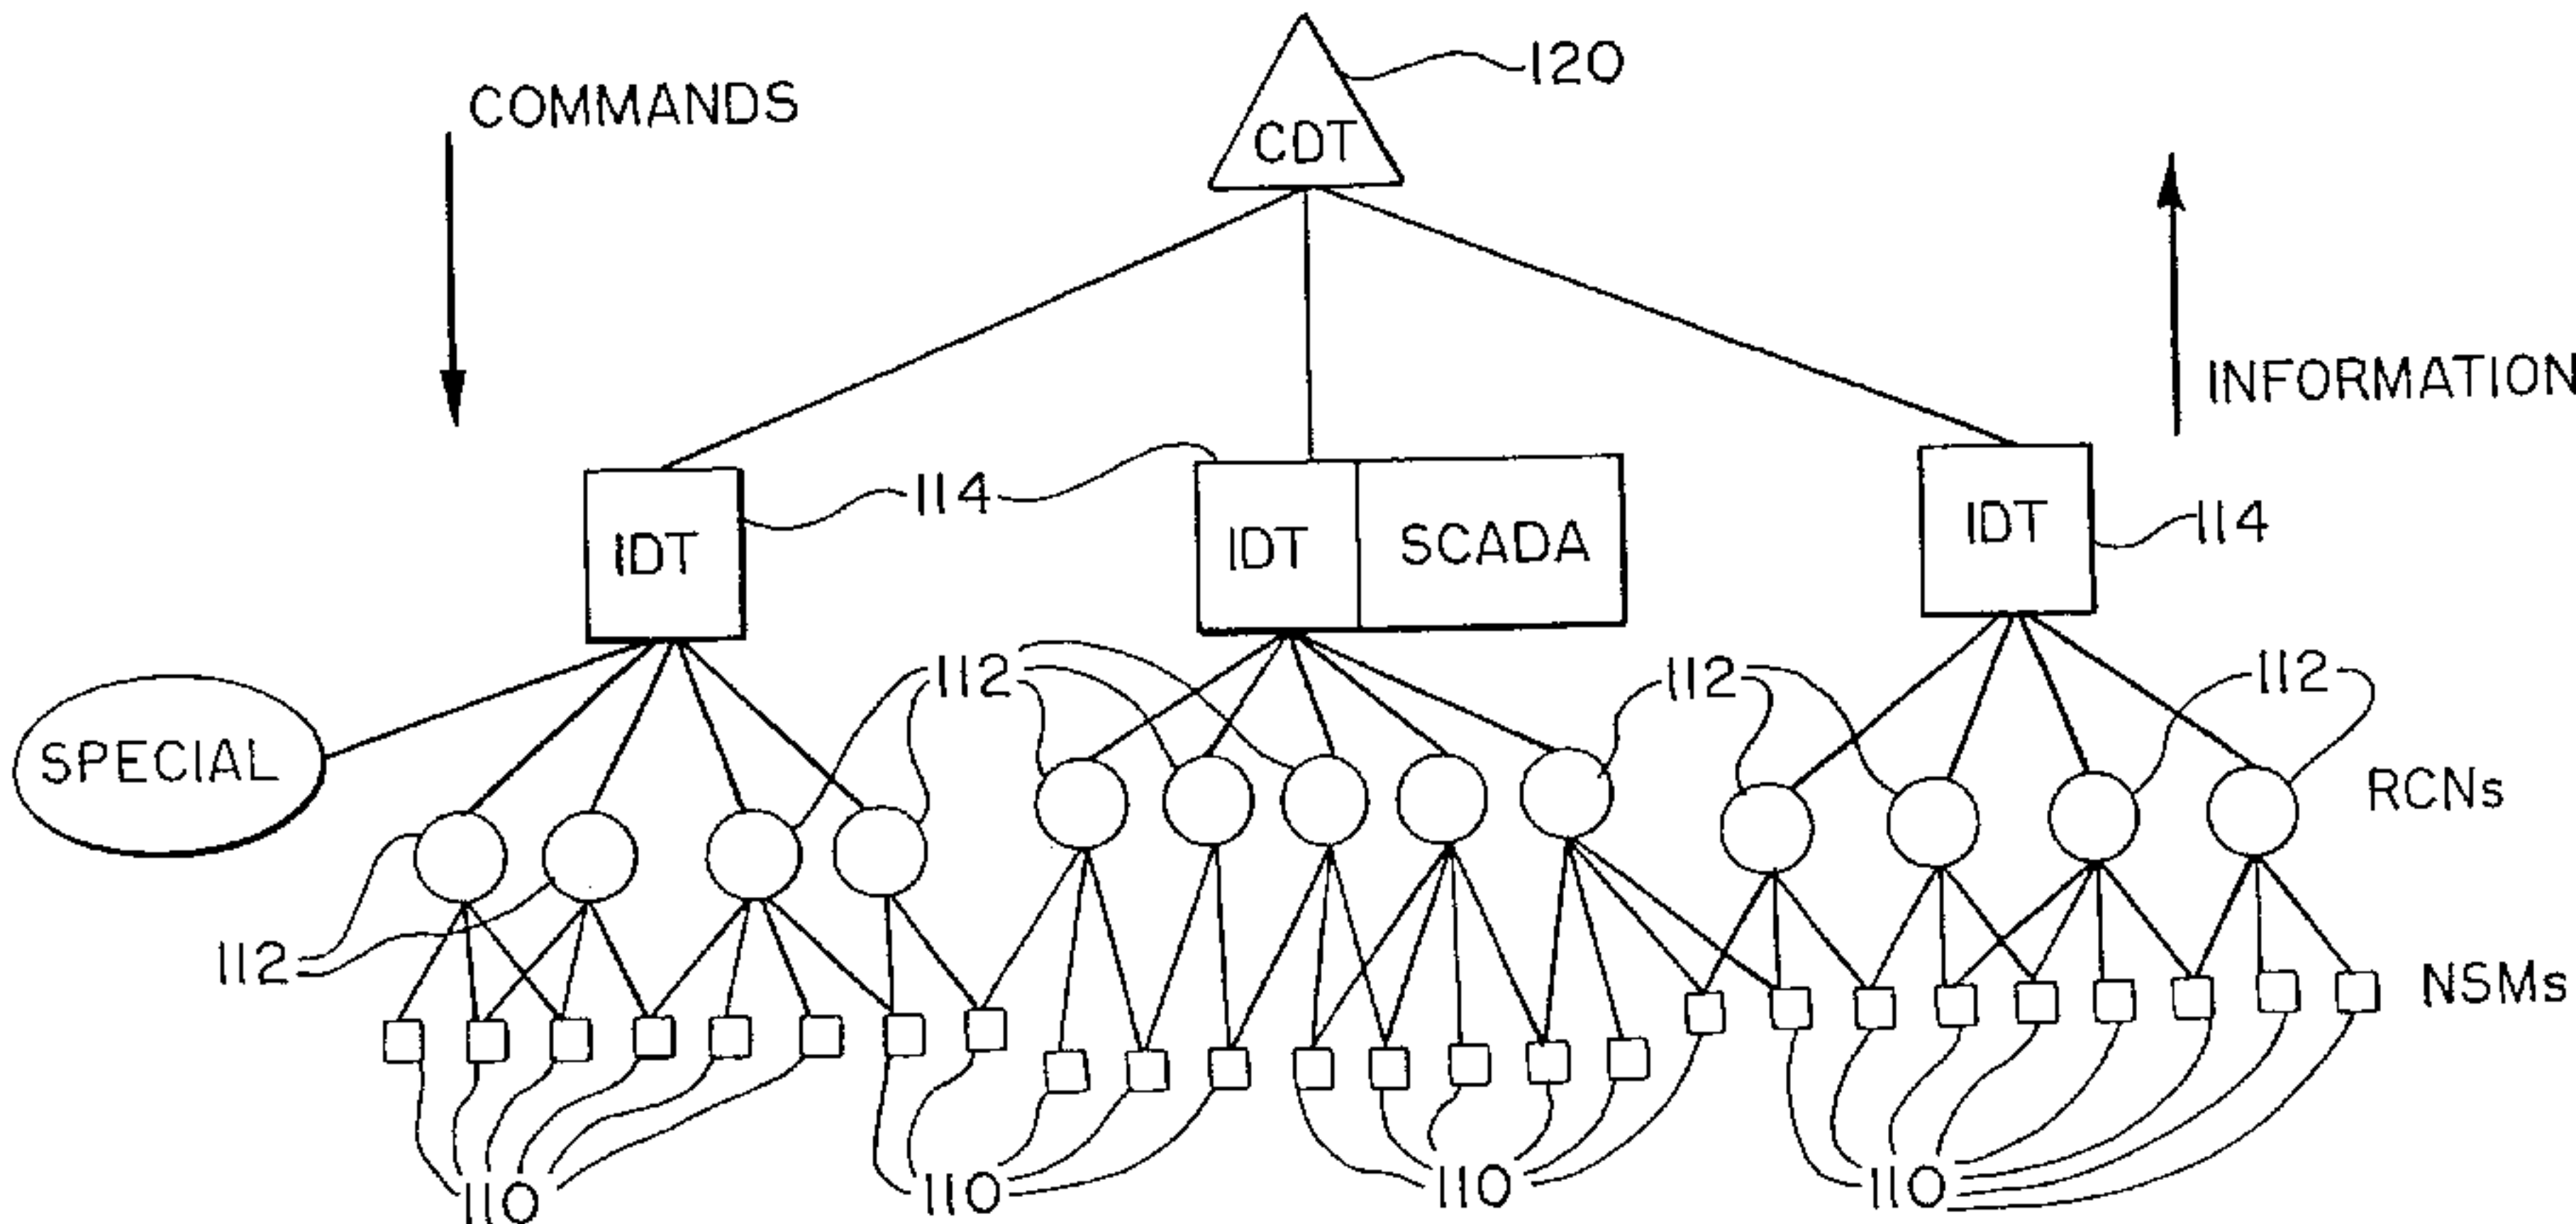 120
COMMANDS
CDT
INFORMATION
114
114
IDT
IDT
SCADA
IDT
112
112
112
SPECIAL
RCNs
112
NSMs
110
110
110
110